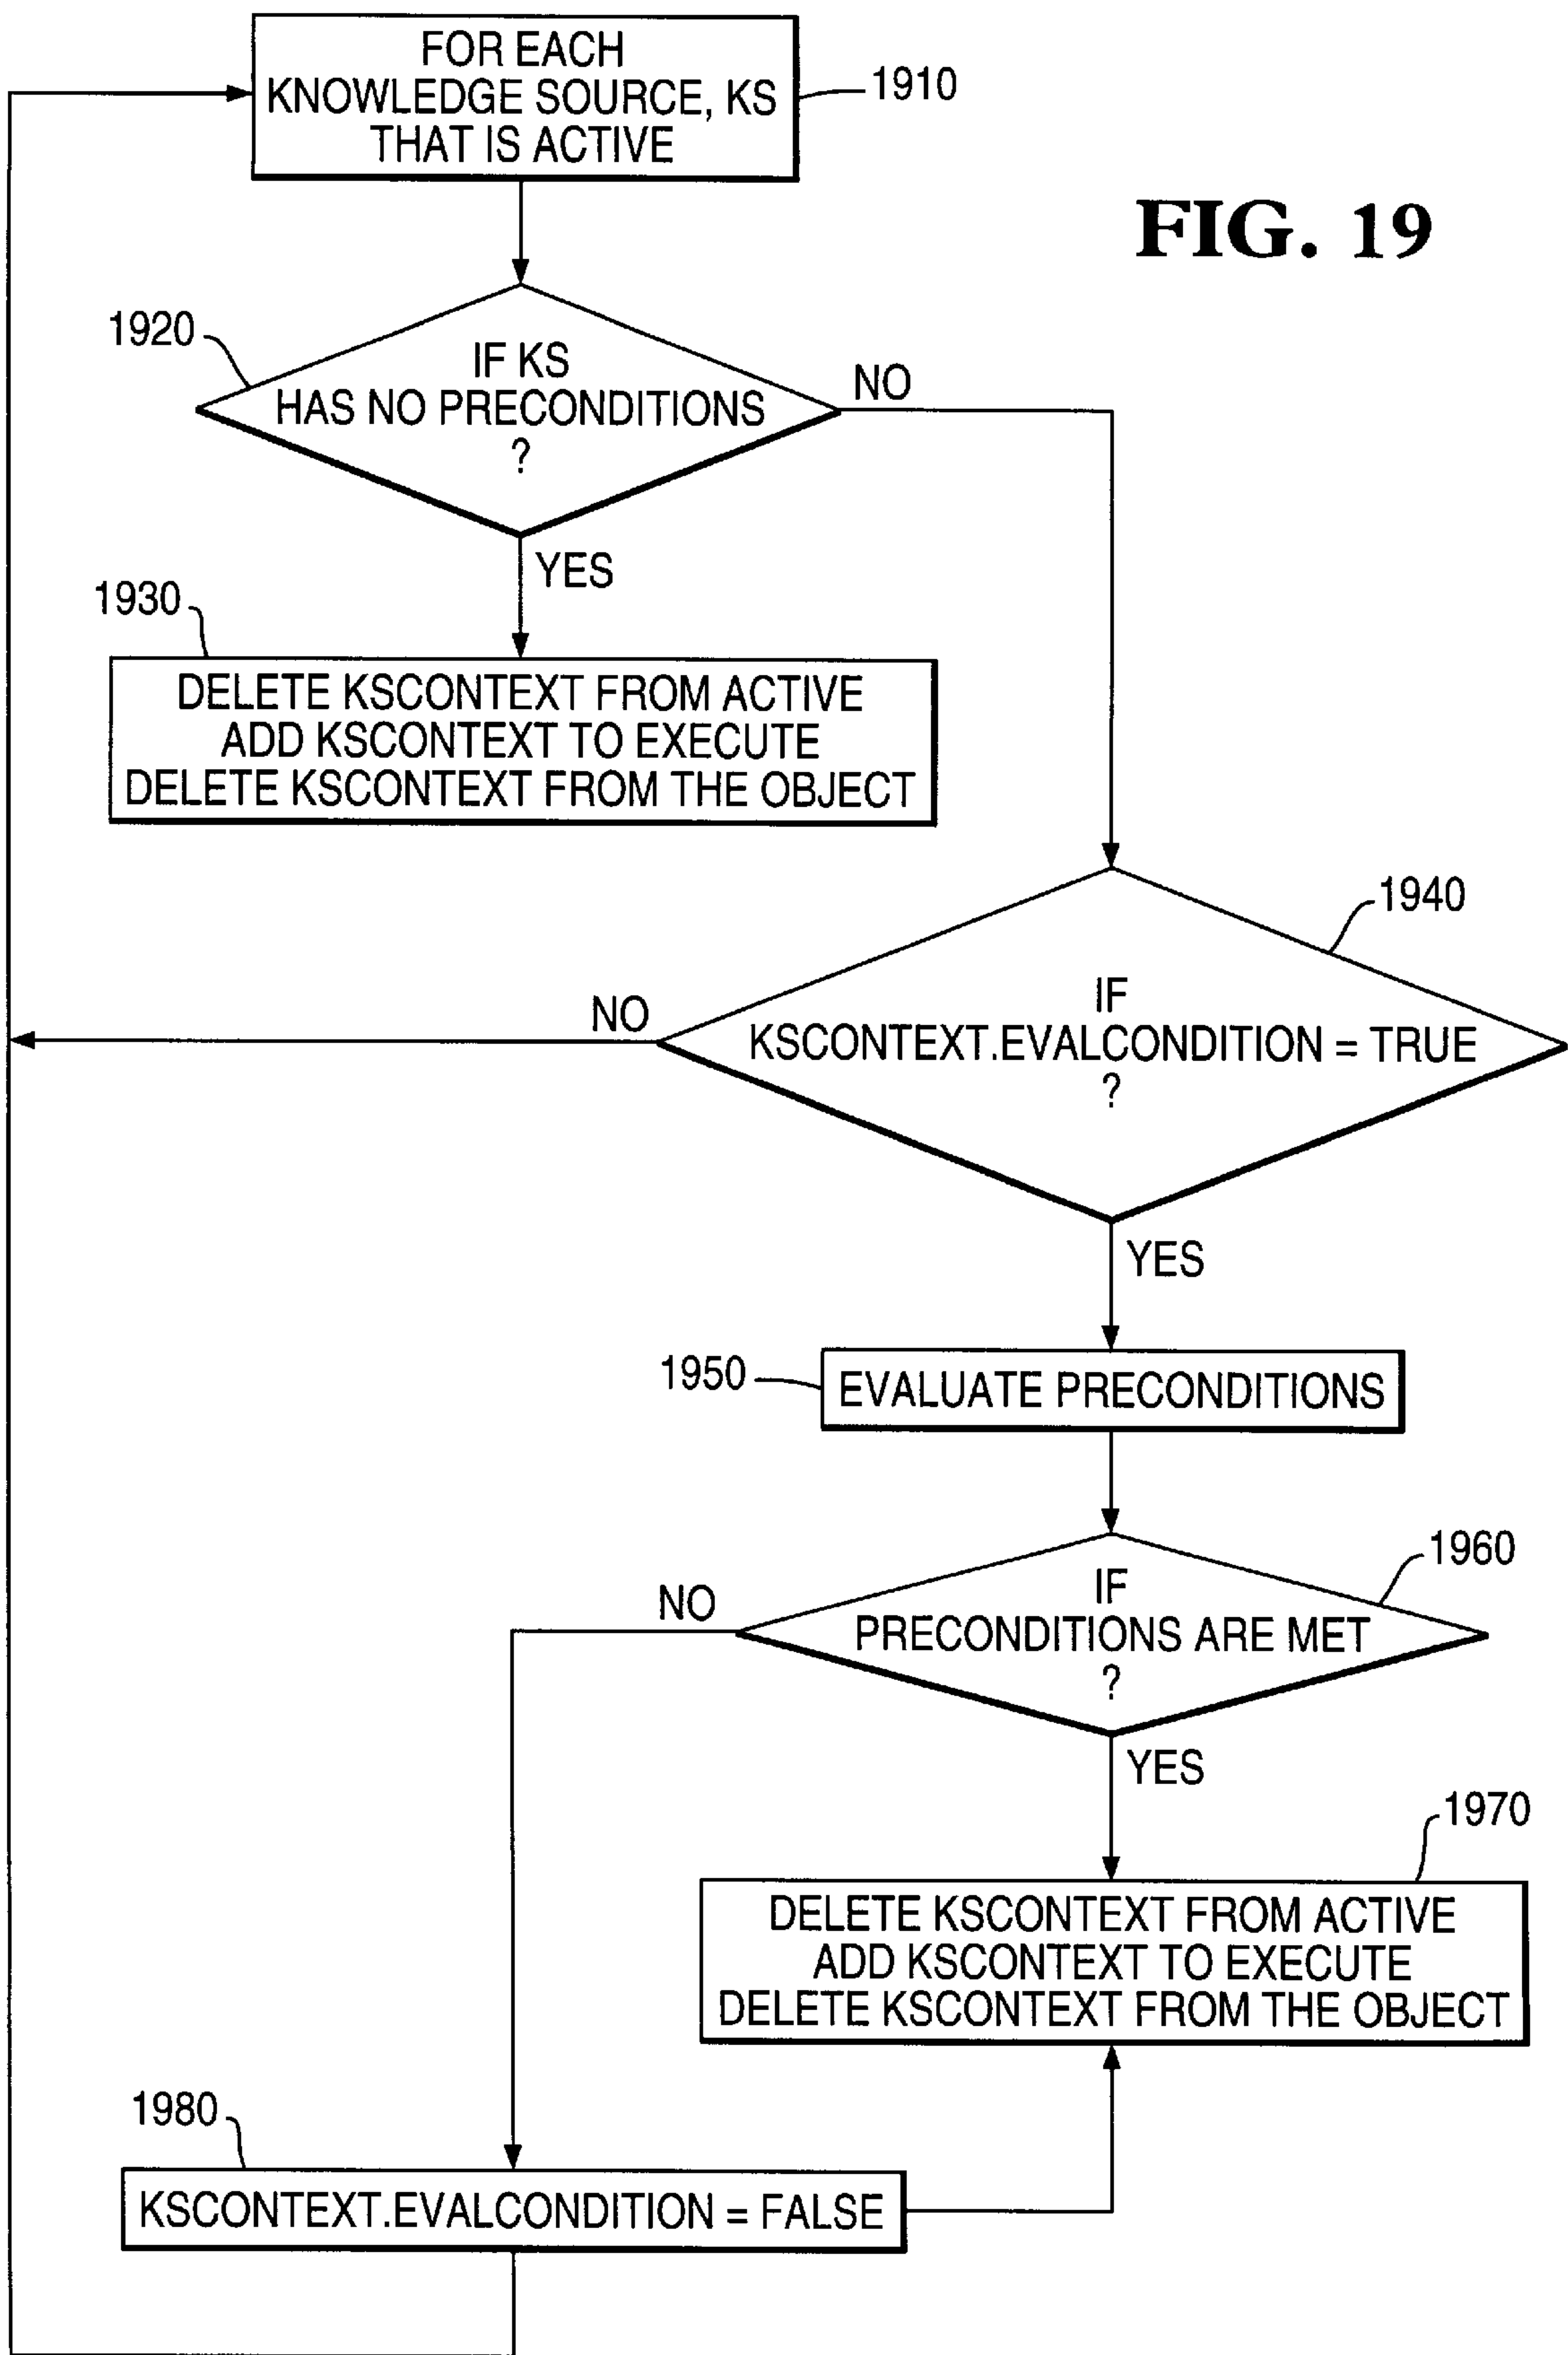 FOR EACH
KNOWLEDGE SOURCE, KS
THAT IS ACTIVE
1910
FIG. 19
1920
IF KS
HAS NO PRECONDITIONS
?
NO
YES
1930
DELETE KSCONTEXT FROM ACTIVE
ADD KSCONTEXT TO EXECUTE
DELETE KSCONTEXT FROM THE OBJECT
1940
IF
KSCONTEXT.EVALCONDITION = TRUE
?
NO
YES
1950
EVALUATE PRECONDITIONS
1960
IF
PRECONDITIONS ARE MET
?
NO
YES
1970
DELETE KSCONTEXT FROM ACTIVE
ADD KSCONTEXT TO EXECUTE
DELETE KSCONTEXT FROM THE OBJECT
1980
KSCONTEXT.EVALCONDITION = FALSE